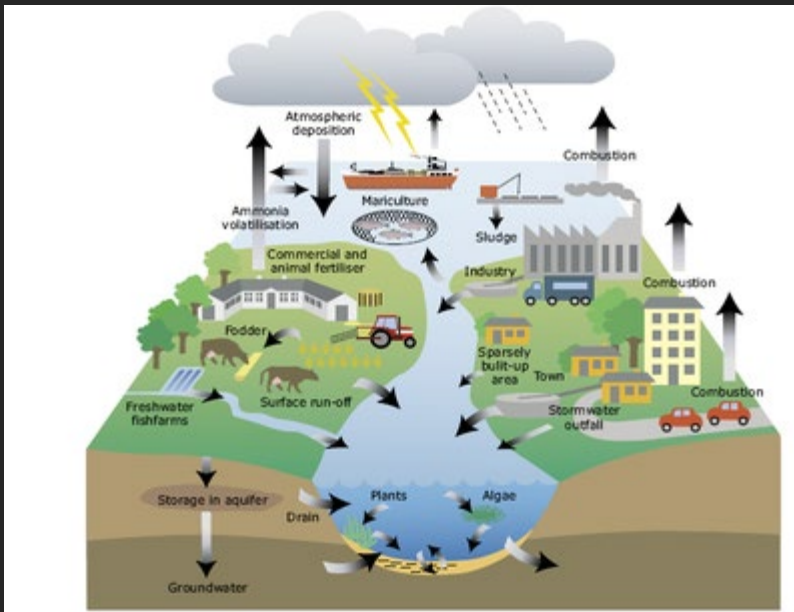 Atmospheric
deposition
Combustion
Mariculture
Ammonia
volatilisation
Sludge
Commercial and
animal fertiliser
Industry
Combustion
Fodder
Sparsely
bulit-up
area
Town
Combustion
Freshwater
fishfarms
Surface run-off
Stormwater
outfall
Storage in aquifer
Plants
Algae
Drain
Groundwater